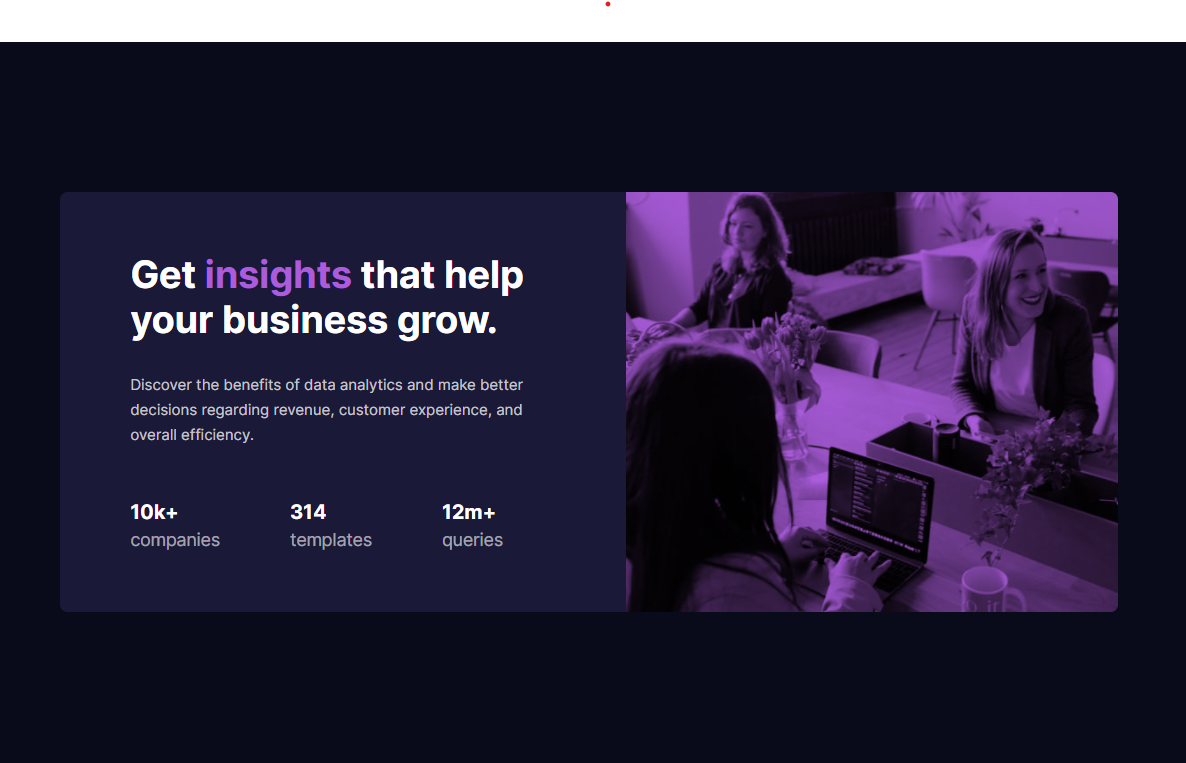 Get insights that help
your business grow.
Discover the benefits of data analytics and make better
decisions regarding revenue, customer experience, and
overall efficiency.
10k+ 314 12m+
companies templates queries